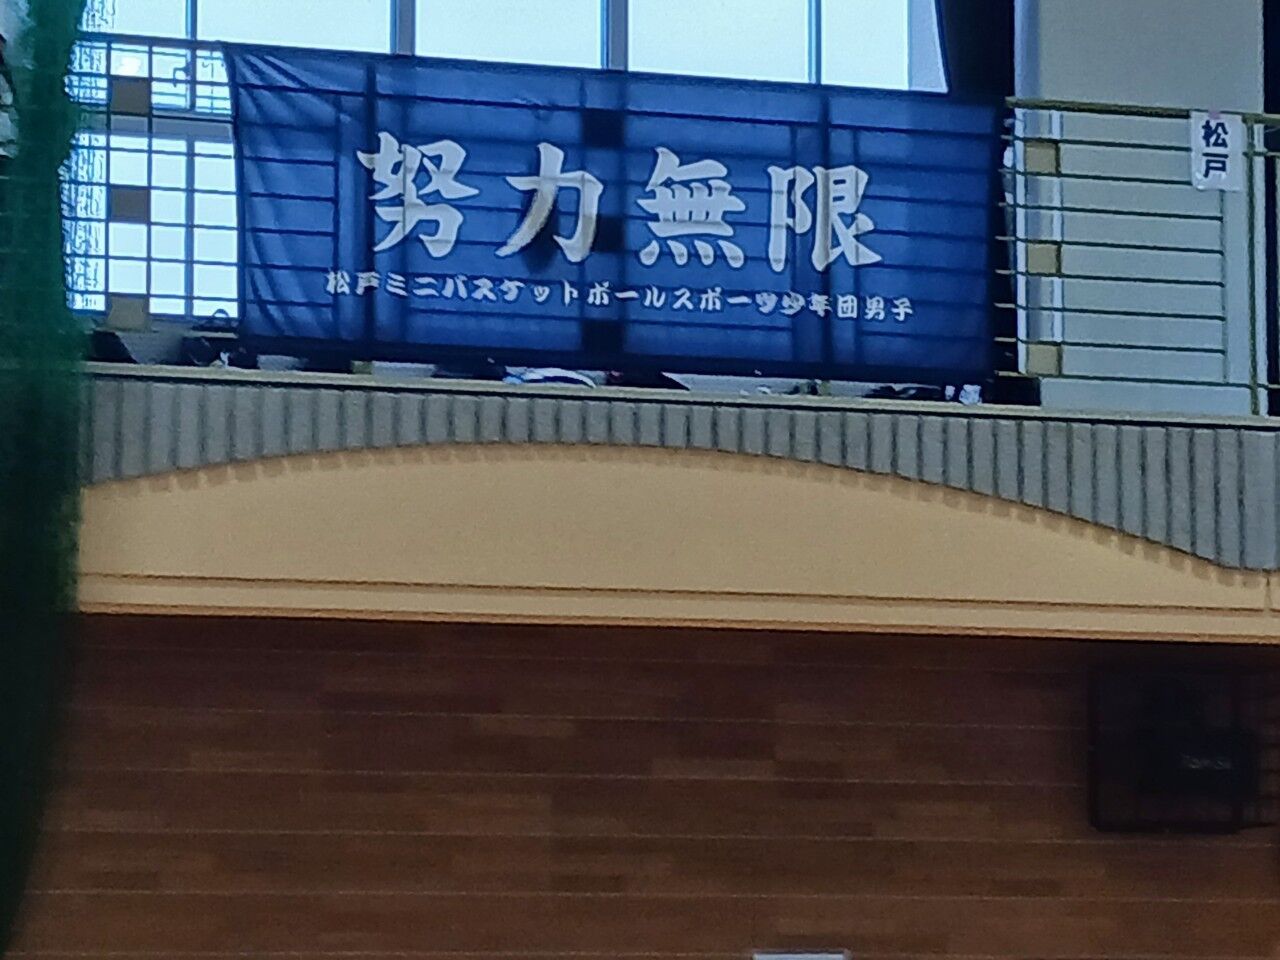 努力無限
松戸ミニバスケットボールスポーツ少年団男子
松戸